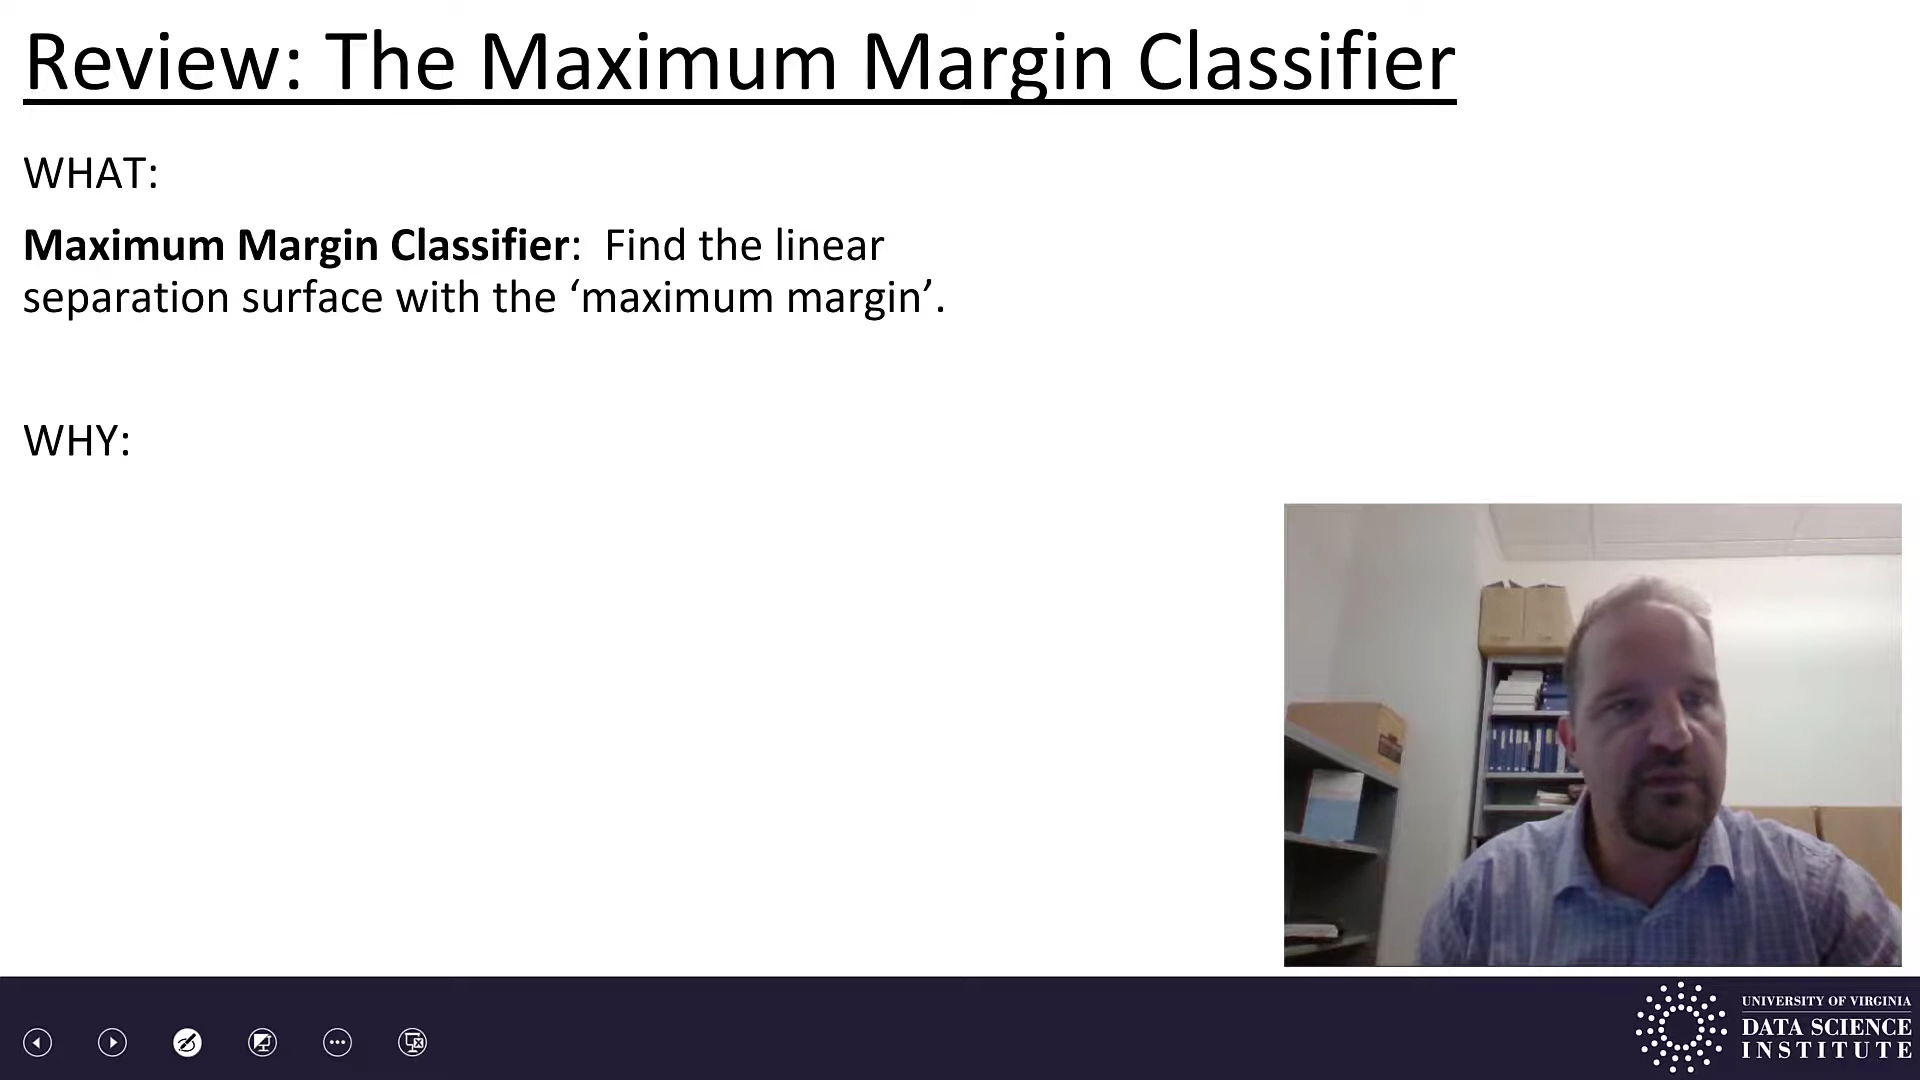 Review: The Maximum Margin Classifier
WHAT:
Maximum Margin Classifier:  Find the linear
separation surface with the ‘maximum margin’.
WHY:
UNIVERSITY OF VIRGINIA
DATA SCIENCE
INSTITUTE